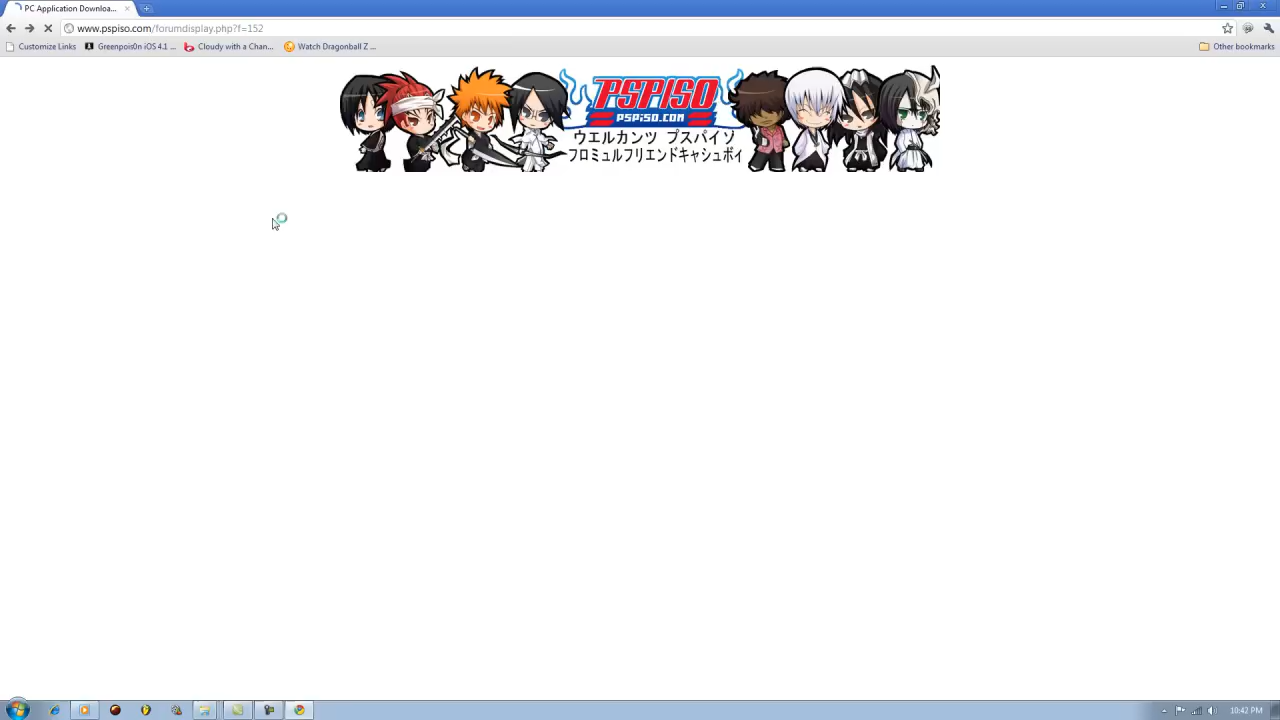 PC Application Downloa...
www.pspiso.com/forumdisplay.php?f=152
Customize Links
Greenpois0n iOS 4.1 ...
Cloudy with a Chan...
Watch Dragonball Z ...
Other bookmarks
PSPISO
PSPISO.COM
ウエルカンツ プスパイゾ
フロミュルフリエンドキャシュボイ
10:42 PM